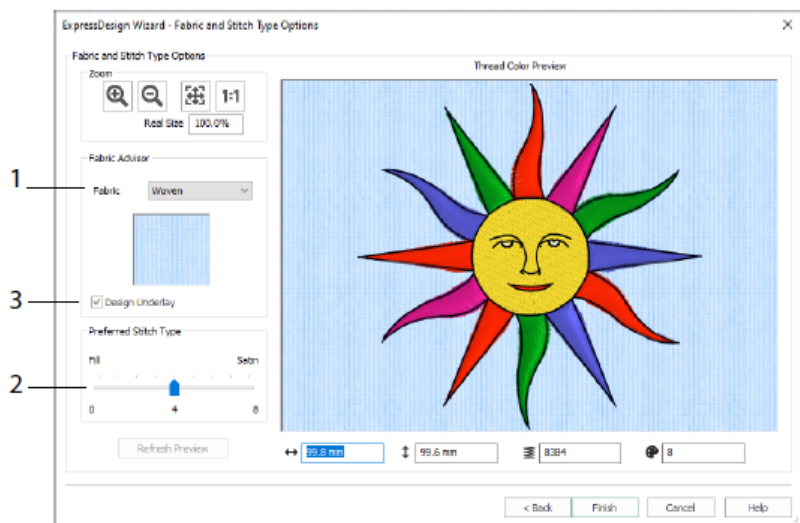 ExpressDesign Wizard - Fabric and Stitch Type Options
Fabric and Stitch Type Options
Zoom
1:1
Real Size 100.0%
Thread Color Preview
Fabric Advisor
1
Fabric Woven
3
Design Underlay
Preferred Stitch Type
Fill Satin
2
0 4 8
Refresh Preview
99.8 mm 99.6 mm 8384 8
< Back Finish Cancel Help